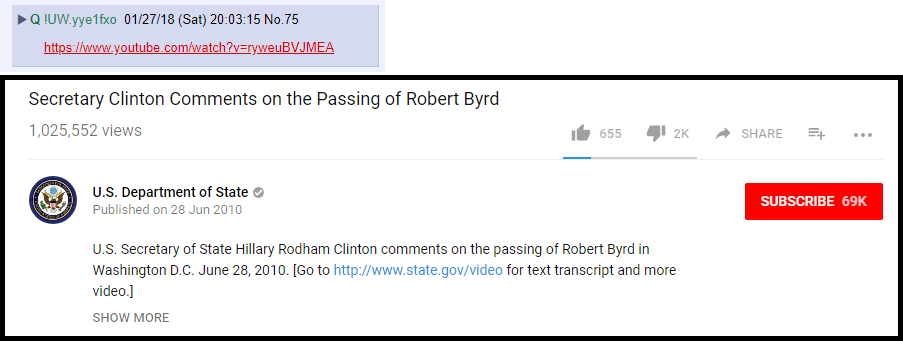 Q !UW.yye1fxo 01/27/18 (Sat) 20:03:15 No.75
https://www.youtube.com/watch?v=ryweuBVJMEA
Secretary Clinton Comments on the Passing of Robert Byrd
1,025,552 views
655 2K SHARE
U.S. Department of State
Published on 28 Jun 2010
SUBSCRIBE 69K
U.S. Secretary of State Hillary Rodham Clinton comments on the passing of Robert Byrd in
Washington D.C. June 28, 2010. [Go to http://www.state.gov/video for text transcript and more
video.]
SHOW MORE